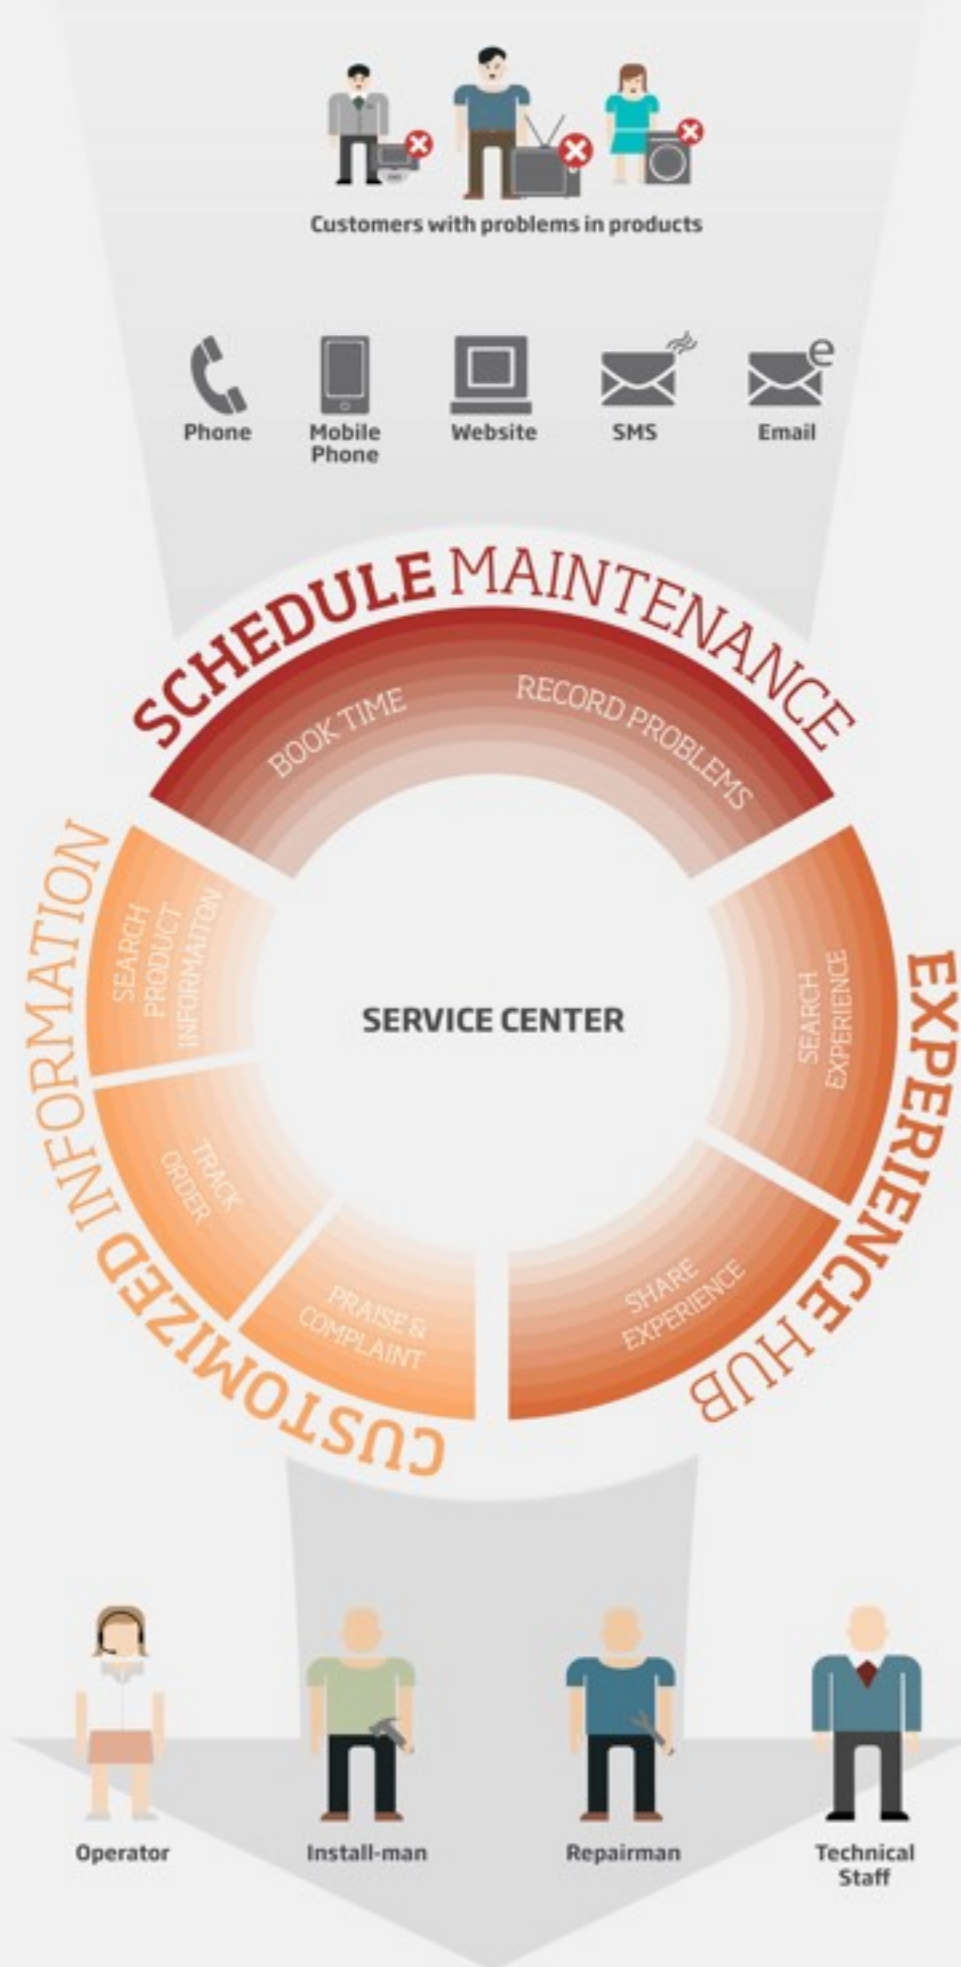 Customers with problems in products
Phone
Mobile
Phone
Website
SMS
Email
SCHEDULE MAINTENANCE
BOOK TIME
RECORD PROBLEMS
CUSTOMIZED INFORMATION
SEARCH
PRODUCT
INFORMAITON
TRACK
ORDER
PRAISE &
COMPLAINT
SERVICE CENTER
EXPERIENCE HUB
SEARCH
EXPERIENCE
SHARE
EXPERIENCE
Operator
Install-man
Repairman
Technical
Staff